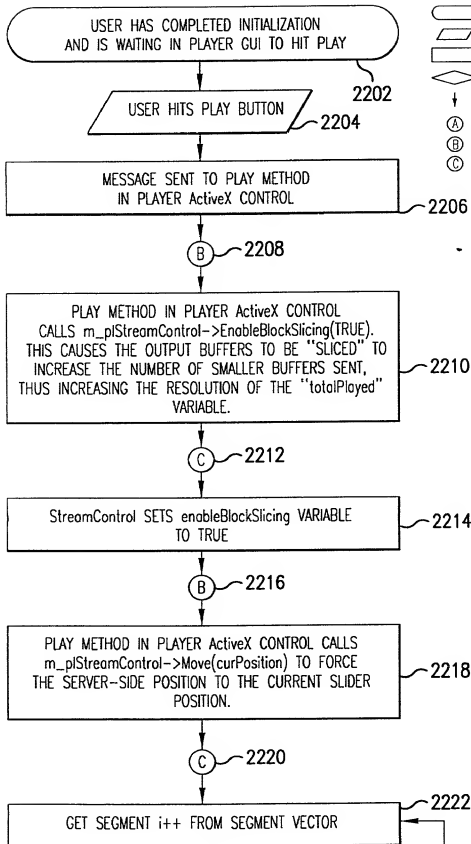 USER HAS COMPLETED INITIALIZATION
AND IS WAITING IN PLAYER GUI TO HIT PLAY
2202
USER HITS PLAY BUTTON
2204
A
B
C
MESSAGE SENT TO PLAY METHOD
IN PLAYER ActiveX CONTROL
2206
B
2208
PLAY METHOD IN PLAYER ActiveX CONTROL
CALLS m_plStreamControl->EnableBlockSlicing(TRUE).
THIS CAUSES THE OUTPUT BUFFERS TO BE "SLICED" TO
INCREASE THE NUMBER OF SMALLER BUFFERS SENT,
THUS INCREASING THE RESOLUTION OF THE "totalPlayed"
VARIABLE.
2210
C
2212
StreamControl SETS enableBlockSlicing VARIABLE
TO TRUE
2214
B
2216
PLAY METHOD IN PLAYER ActiveX CONTROL CALLS
m_plStreamControl->Move(curPosition) TO FORCE
THE SERVER-SIDE POSITION TO THE CURRENT SLIDER
POSITION.
2218
C
2220
2222
GET SEGMENT i++ FROM SEGMENT VECTOR